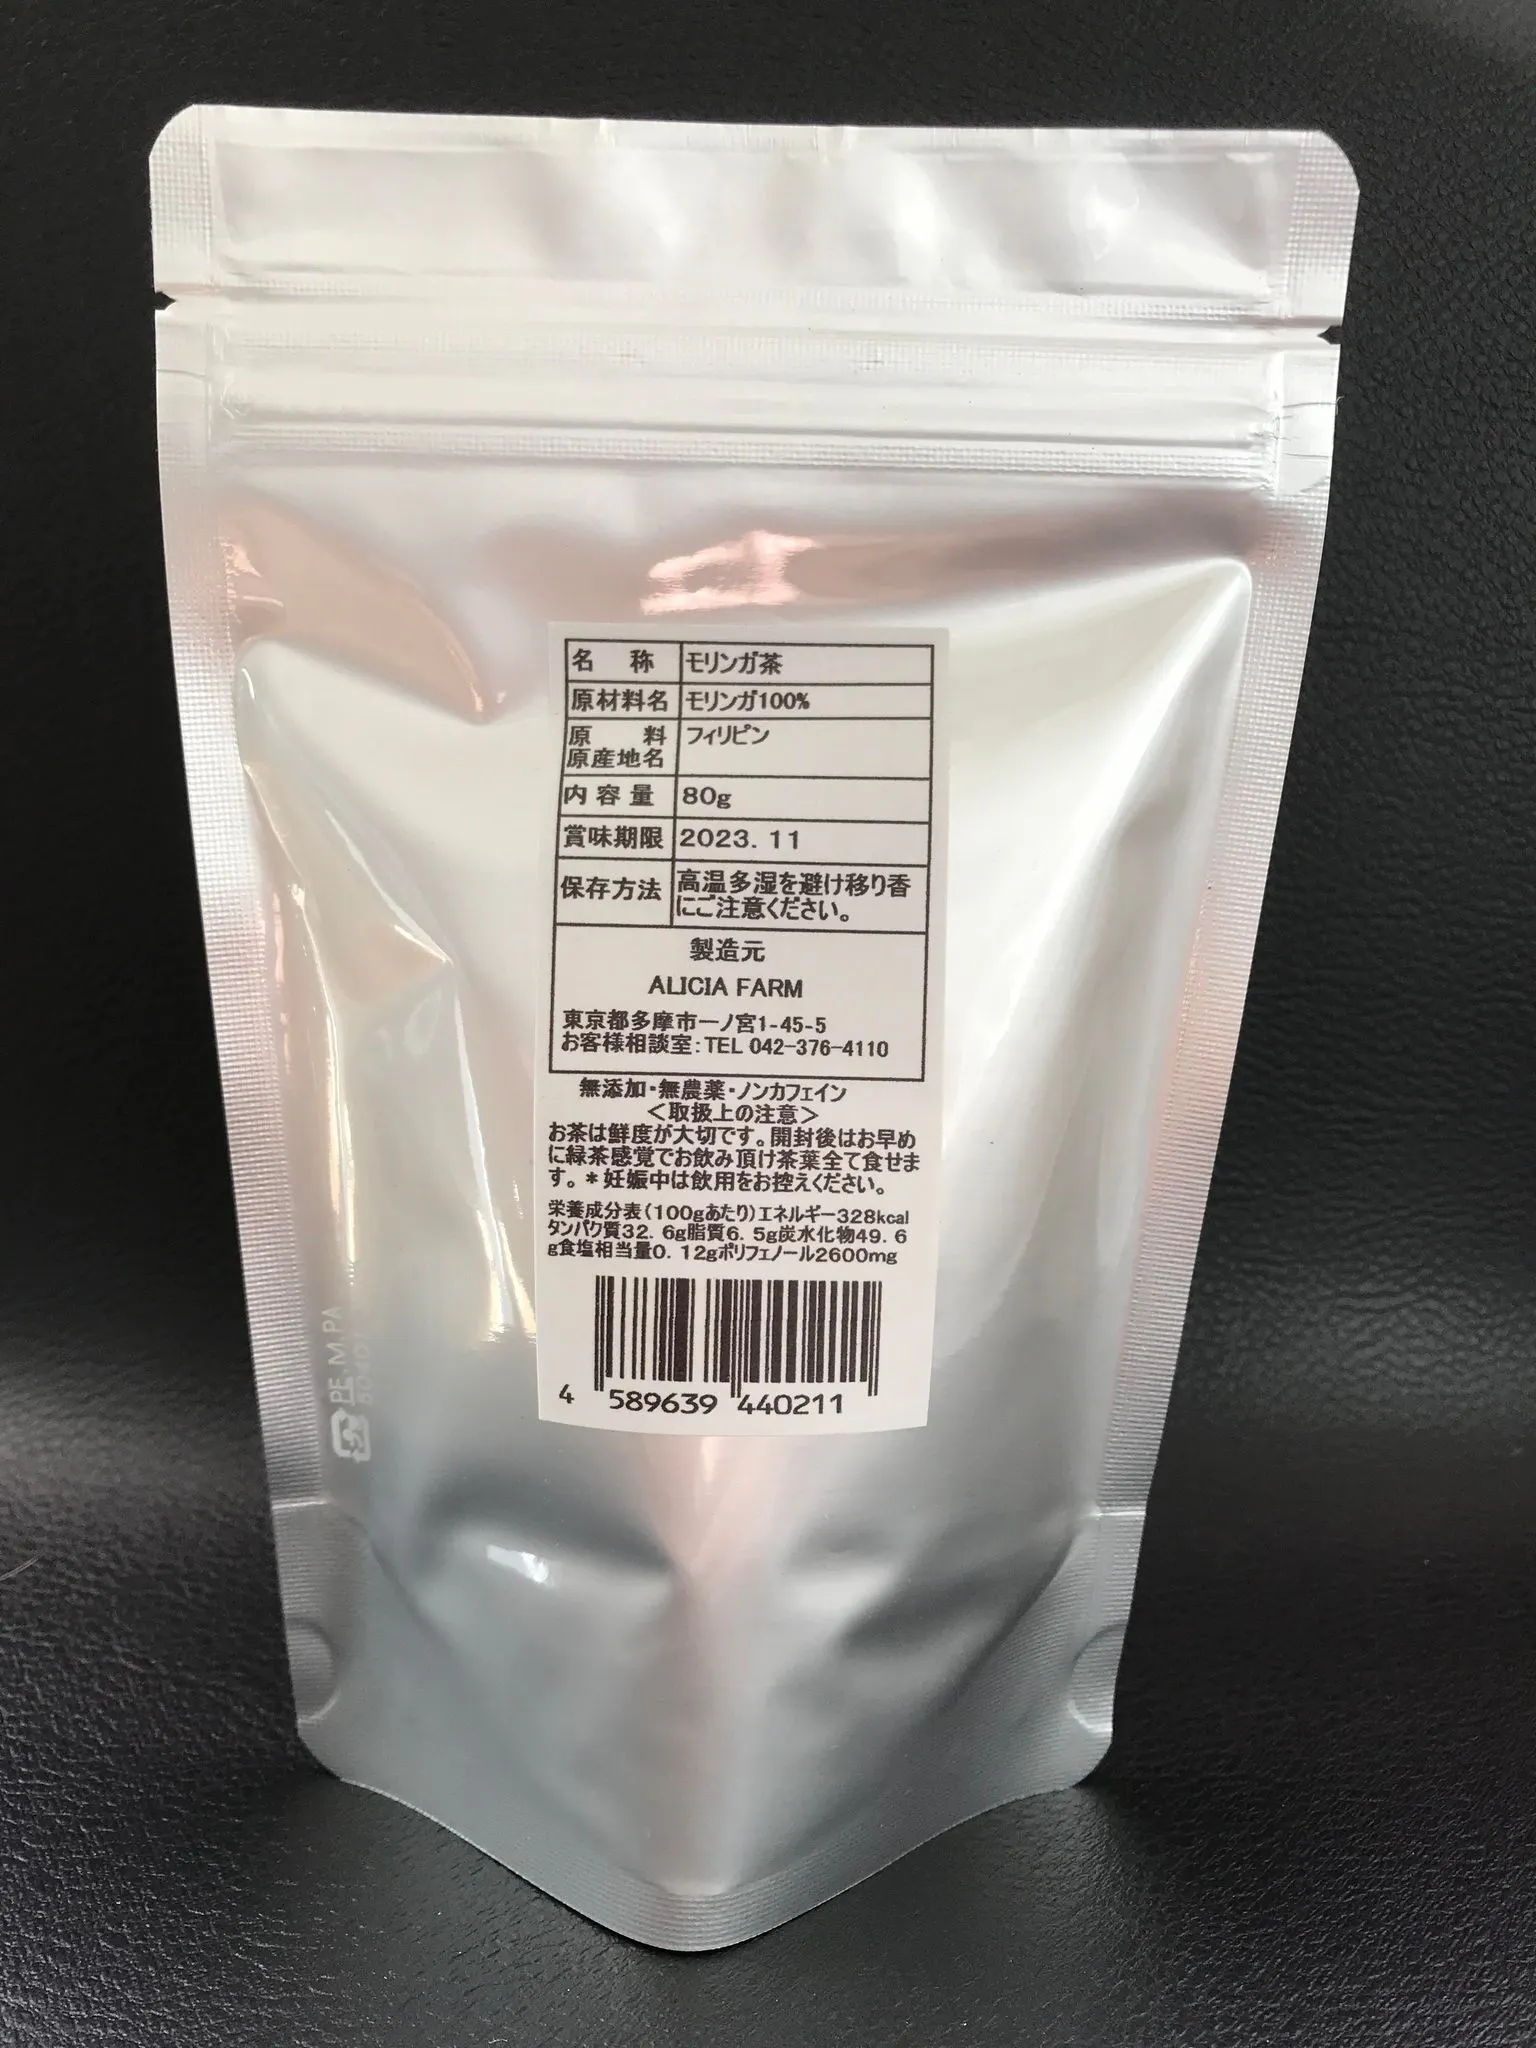 名 称 モリンガ茶
原材料名 モリンガ100%
原 料 フィリピン
原産地名
内容量 80g
賞味期限 2023. 11
保存方法 高温多湿を避け移り香
にご注意ください。
製造元
ALICIA FARM
東京都多摩市一ノ宮1-45-5
お客様相談室:TEL 042-376-4110
無添加・無農薬・ノンカフェイン
<取扱上の注意>
お茶は鮮度が大切です。開封後はお早め
に緑茶感覚でお飲み頂け茶葉全て食せま
す。*妊娠中は飲用をお控えください。
栄養成分表(100gあたり)エネルギー328kcal
タンパク質32. 6g脂質6. 5g炭水化物49. 6
g食塩相当量0. 12gポリフェノール2600mg
4 589639 440211
PE, M, PA